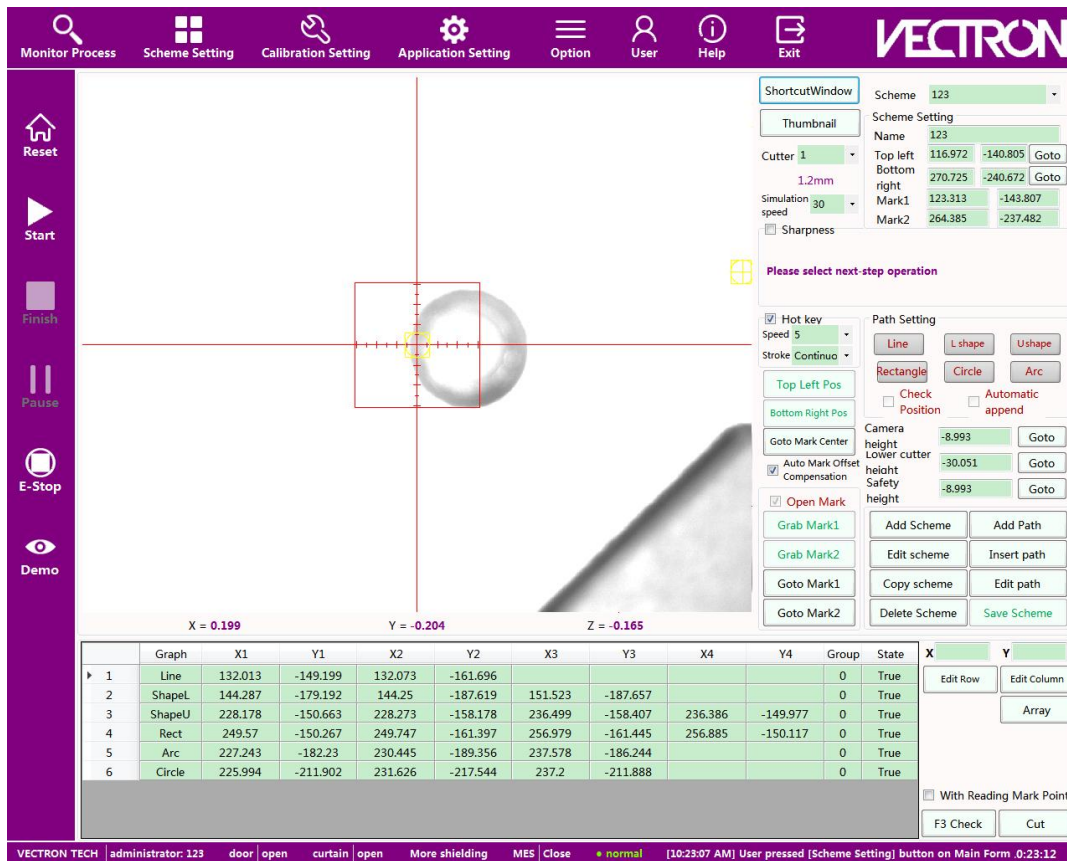 Monitor Process Scheme Setting Calibration Setting Application Setting Option User Help Exit VECTRON
Reset
Start
Finish
Pause
E-Stop
Demo
ShortcutWindow
Thumbnail
Cutter 1
1.2mm
Simulation speed 30
Sharpness
Scheme 123
Scheme Setting
Name 123
Top left 116.972 -140.805 Goto
Bottom right 270.725 -240.672 Goto
Mark1 123.313 -143.807
Mark2 264.385 -237.482
Please select next-step operation
Hot key
Speed 5
Stroke Continuo
Top Left Pos
Bottom Right Pos
Goto Mark Center
Auto Mark Offset
Compensation
Open Mark
Grab Mark1
Grab Mark2
Goto Mark1
Goto Mark2
Path Setting
Line L shape U shape
Rectangle Circle Arc
Check Position Automatic append
Camera height -8.993 Goto
Lower cutter height -30.051 Goto
Safety height -8.993 Goto
Add Scheme Add Path
Edit scheme Insert path
Copy scheme Edit path
Delete Scheme Save Scheme
X = 0.199 Y = -0.204 Z = -0.165
Graph X1 Y1 X2 Y2 X3 Y3 X4 Y4 Group State
1 Line 132.013 -149.199 132.073 -161.696 0 True
2 ShapeL 144.287 -179.192 144.25 -187.619 151.523 -187.657 0 True
3 ShapeU 228.178 -150.663 228.273 -158.178 236.499 -158.407 236.386 -149.977 0 True
4 Rect 249.57 -150.267 249.747 -161.397 256.979 -161.445 256.885 -150.117 0 True
5 Arc 227.243 -182.23 230.445 -189.356 237.578 -186.244 0 True
6 Circle 225.994 -211.902 231.626 -217.544 237.2 -211.888 0 True
X Y
Edit Row Edit Column
Array
With Reading Mark Point
F3 Check Cut
VECTRON TECH administrator: 123 door open curtain open More shielding MES Close normal [10:23:07 AM] User pressed [Scheme Setting] button on Main Form .0:23:12